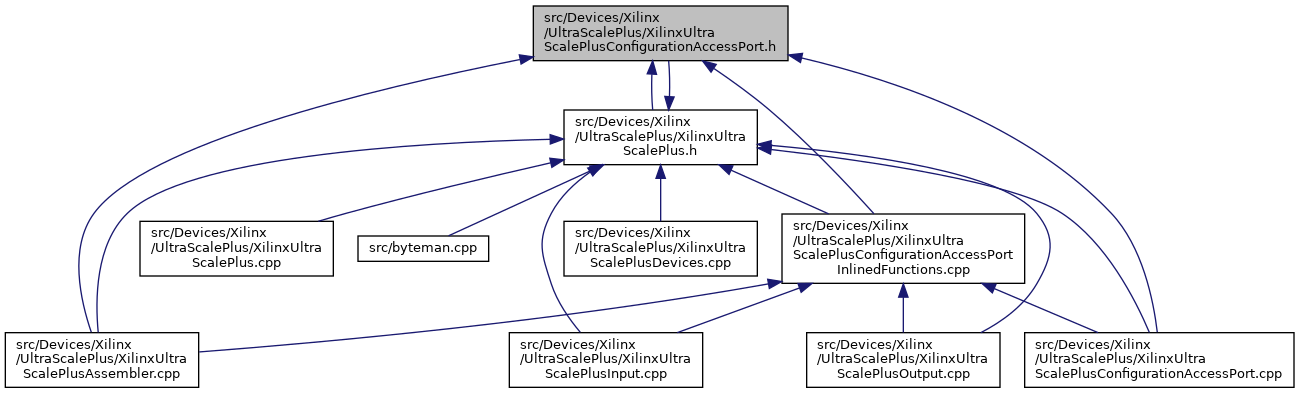 src/Devices/Xilinx
/UltraScalePlus/XilinxUltra
ScalePlusConfigurationAccessPort.h
src/Devices/Xilinx
/UltraScalePlus/XilinxUltra
ScalePlus.h
src/Devices/Xilinx
/UltraScalePlus/XilinxUltra
ScalePlus.cpp
src/byteman.cpp
src/Devices/Xilinx
/UltraScalePlus/XilinxUltra
ScalePlusDevices.cpp
src/Devices/Xilinx
/UltraScalePlus/XilinxUltra
ScalePlusConfigurationAccessPort
InlinedFunctions.cpp
src/Devices/Xilinx
/UltraScalePlus/XilinxUltra
ScalePlusAssembler.cpp
src/Devices/Xilinx
/UltraScalePlus/XilinxUltra
ScalePlusInput.cpp
src/Devices/Xilinx
/UltraScalePlus/XilinxUltra
ScalePlusOutput.cpp
src/Devices/Xilinx
/UltraScalePlus/XilinxUltra
ScalePlusConfigurationAccessPort.cpp